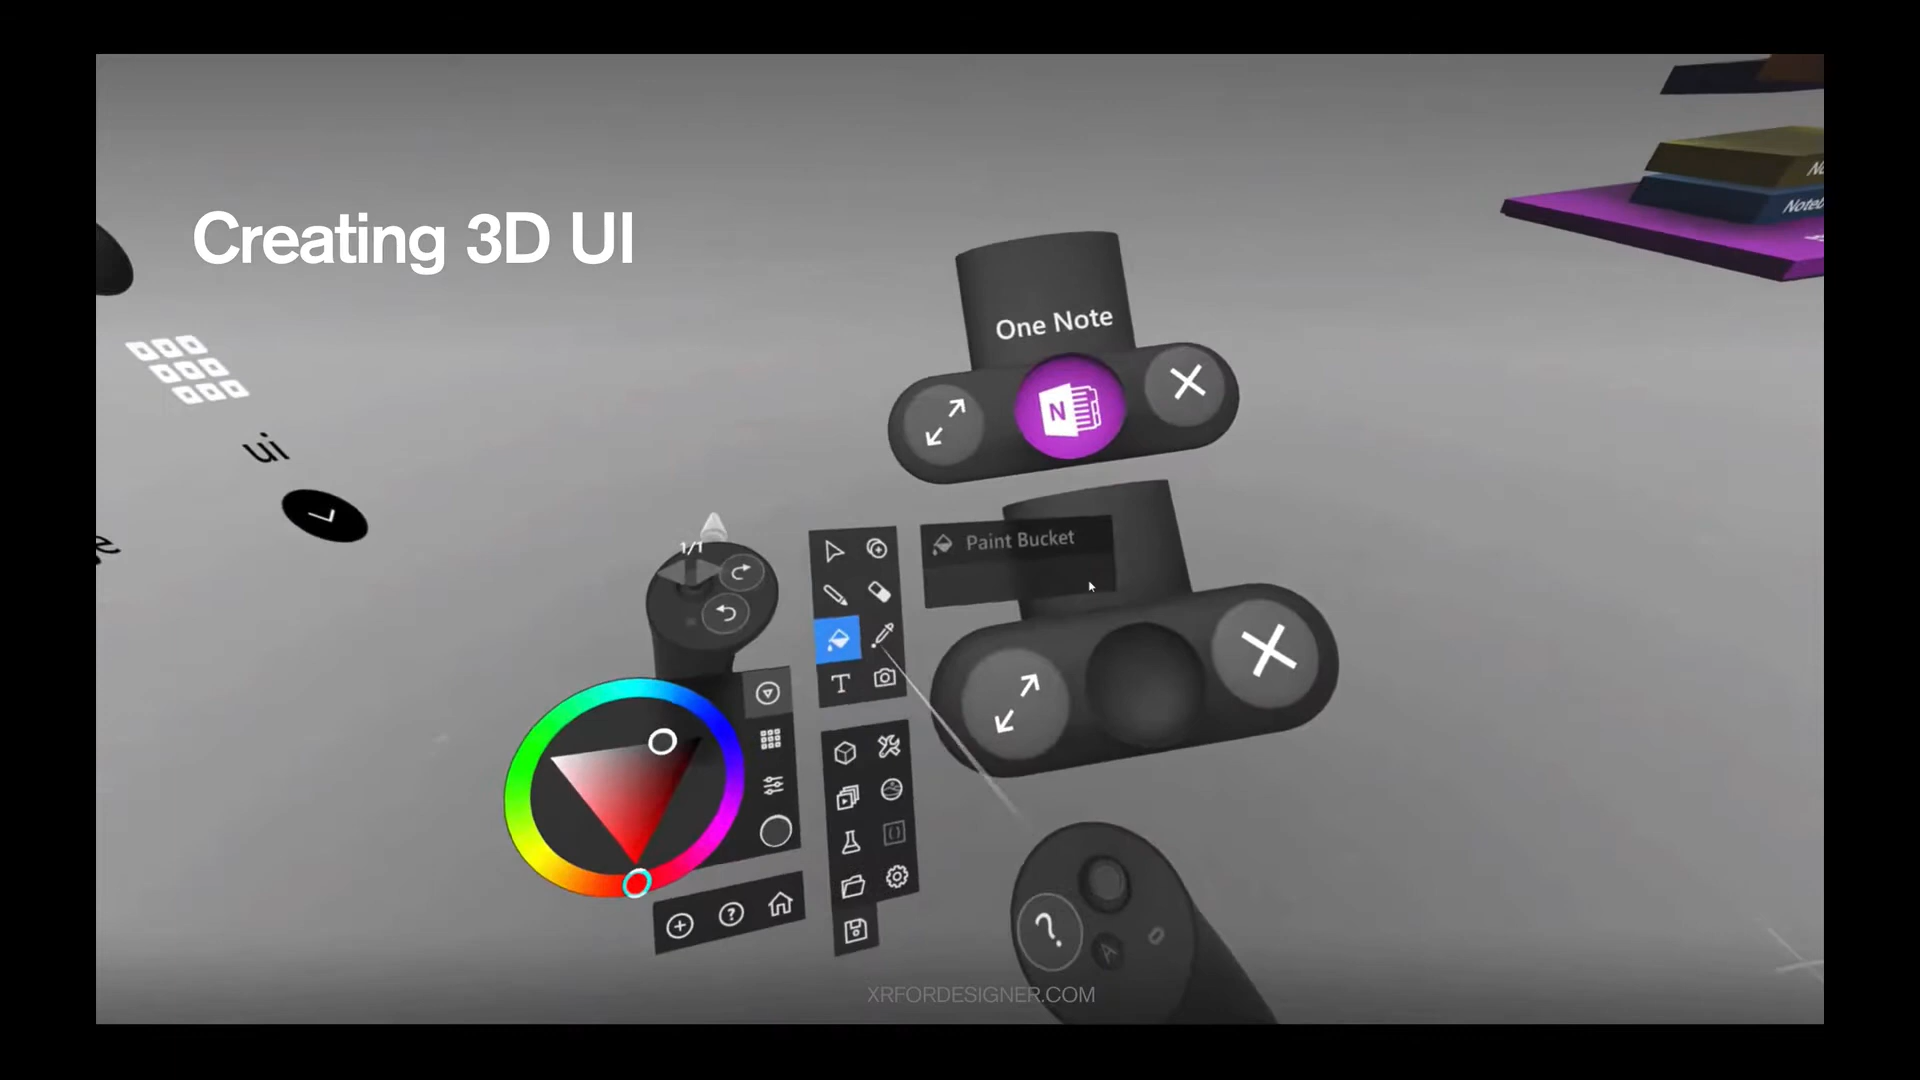 Creating 3D UI
One Note
N
ui
1/1
Paint Bucket
T
XRFORDESIGNER.COM